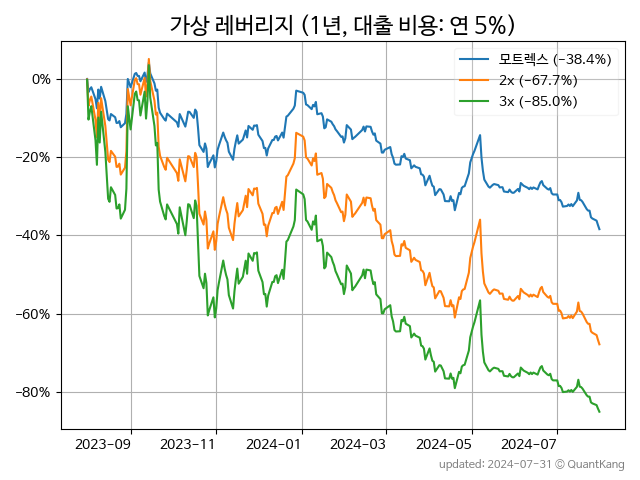 가상 레버리지 (1년, 대출 비용: 연 5%)
모트렉스 (−38.4%)
2x (−67.7%)
3x (−85.0%)
0%
−20%
−40%
−60%
−80%
2023−09 2023−11 2024−01 2024−03 2024−05 2024−07
updated: 2024-07-31 © QuantKang